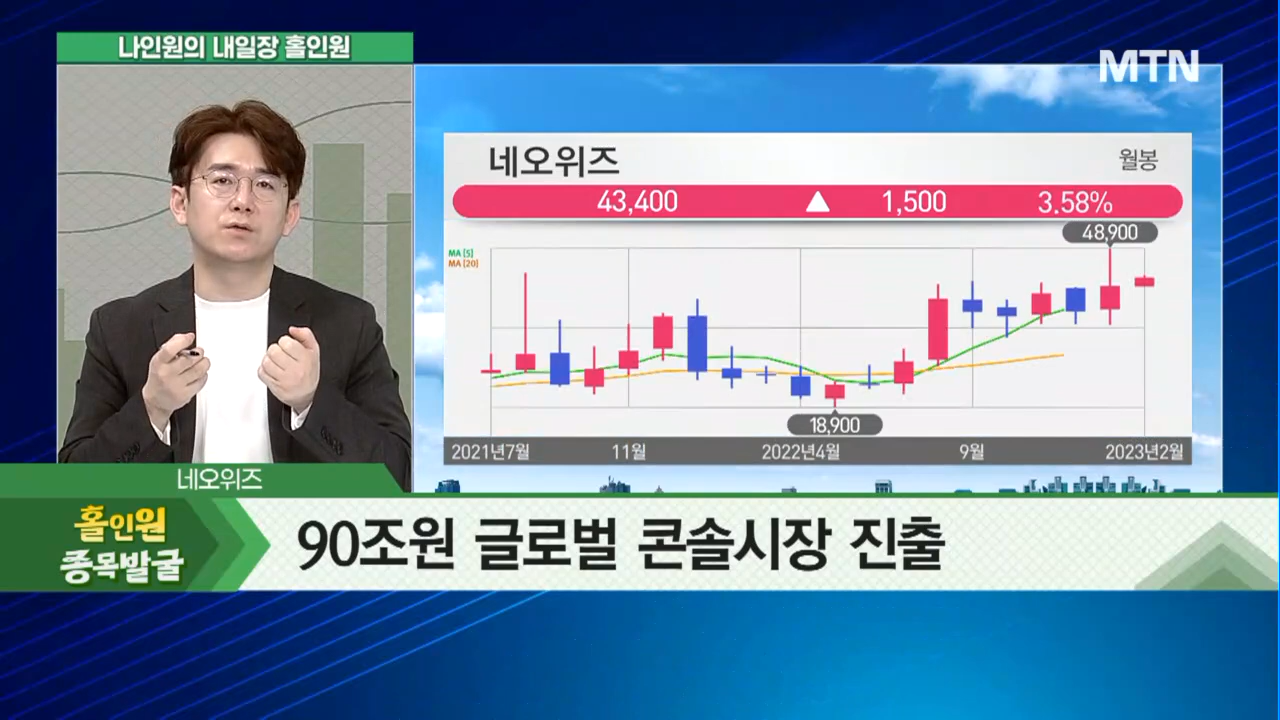 나인원의 내일장 홀인원
MTN
네오위즈
월봉
43,400 ▲ 1,500 3.58%
48,900
MA [5]
MA [20]
18,900
2021년7월 11월 2022년4월 9월 2023년2월
네오위즈
홀인원
종목발굴
90조원 글로벌 콘솔시장 진출